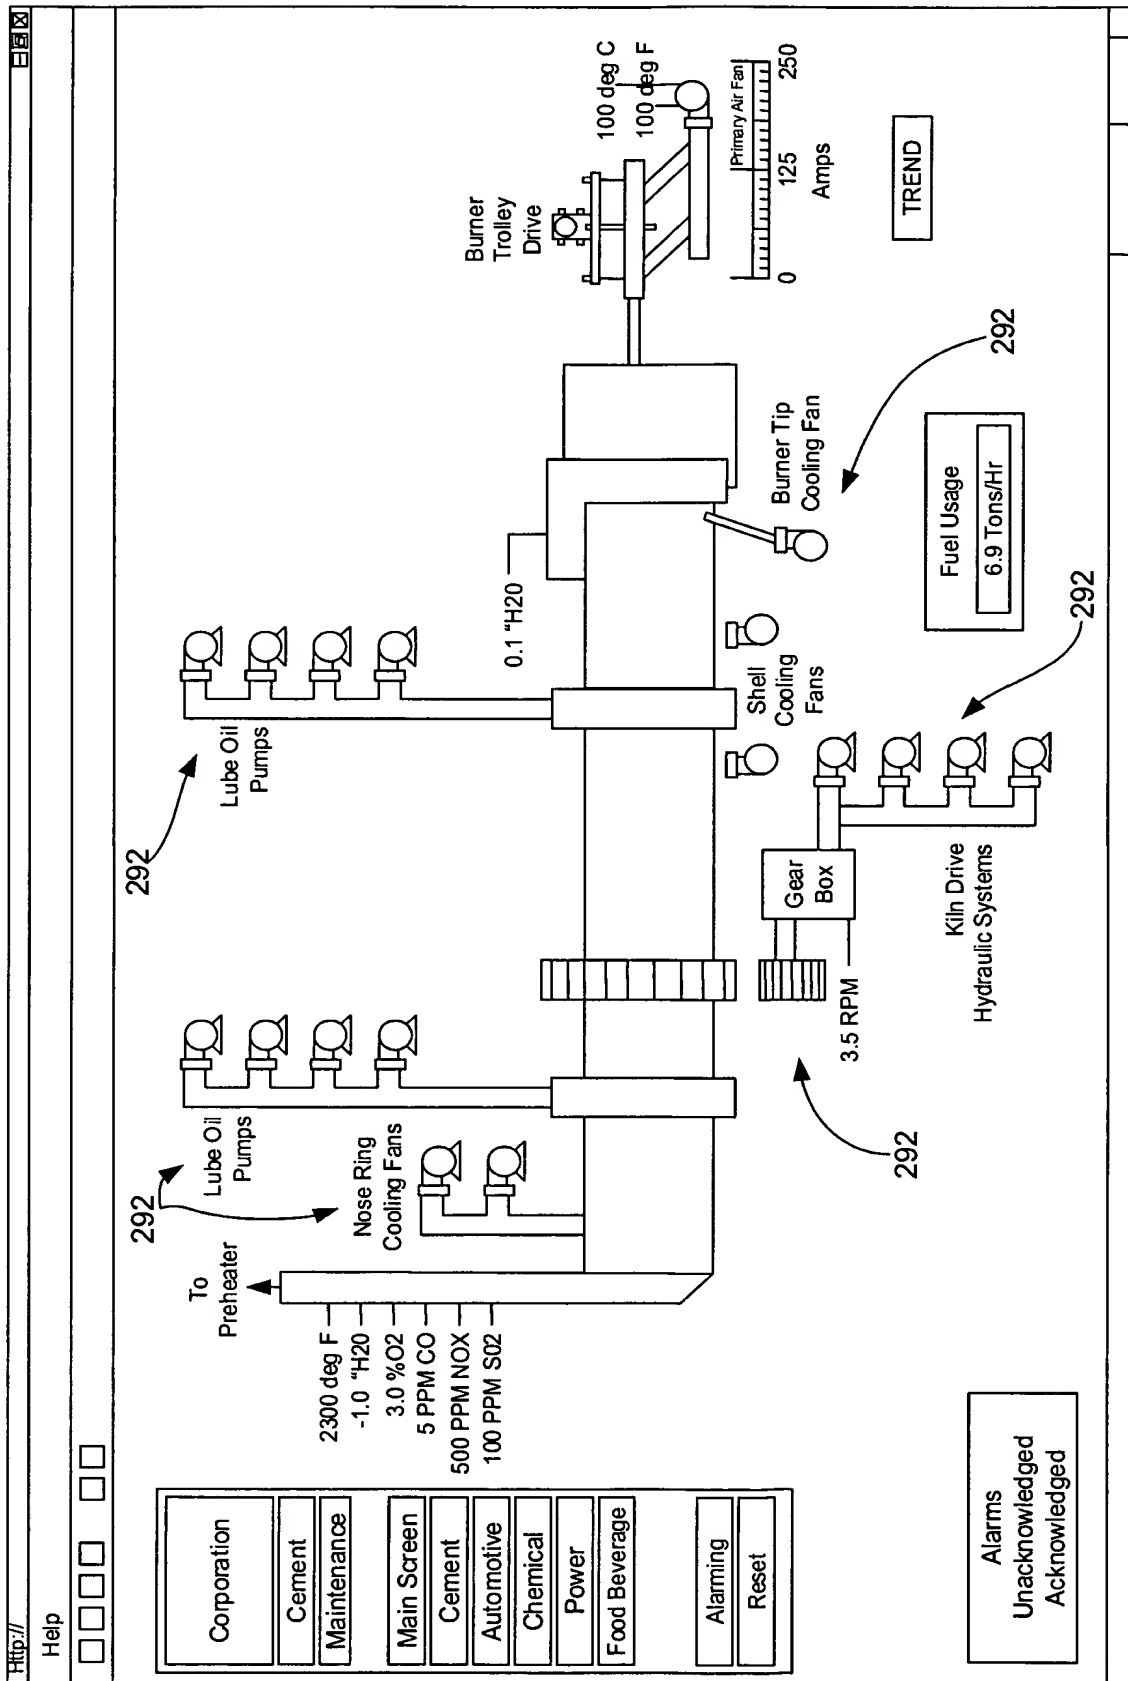 Http://
Help
Corporation
Cement
Maintenance
Main Screen
Cement
Automotive
Chemical
Power
Food Beverage
Alarming
Reset
Alarms
Unacknowledged
Acknowledged
To
Preheater
2300 deg F
-1.0 "H20
3.0 %O2
5 PPM CO
500 PPM NOX
100 PPM S02
292
Lube Oil
Pumps
Nose Ring
Cooling Fans
292
Lube Oil
Pumps
292
3.5 RPM
Gear
Box
Kiln Drive
Hydraulic Systems
292
Shell
Cooling
Fans
0.1 "H20
Burner Tip
Cooling Fan
292
Fuel Usage
6.9 Tons/Hr
Burner
Trolley
Drive
100 deg C
100 deg F
Primary Air Fan
0
125
250
Amps
TREND